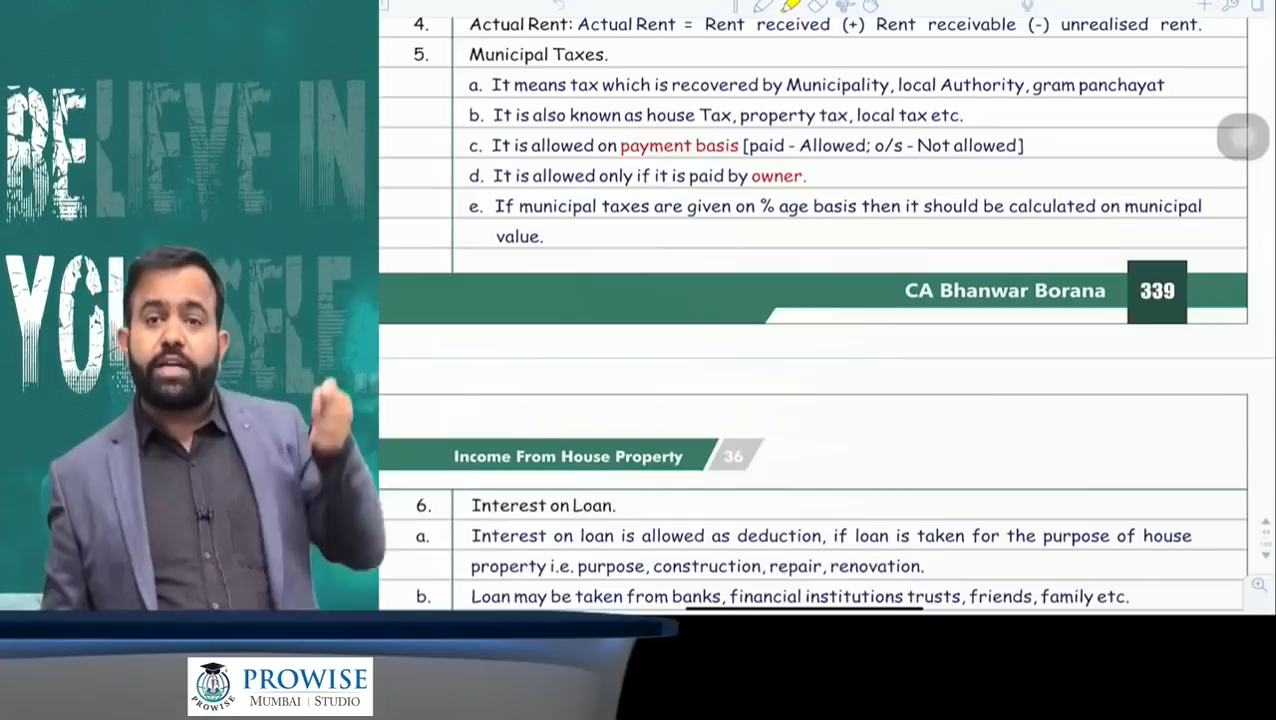 BELIEVE IN
YOURSELF
4. Actual Rent: Actual Rent = Rent received (+) Rent receivable (-) unrealised rent.
5. Municipal Taxes.
a. It means tax which is recovered by Municipality, local Authority, gram panchayat
b. It is also known as house Tax, property tax, local tax etc.
c. It is allowed on payment basis [paid - Allowed; o/s - Not allowed]
d. It is allowed only if it is paid by owner.
e. If municipal taxes are given on % age basis then it should be calculated on municipal
value.
CA Bhanwar Borana 339
Income From House Property 36
6. Interest on Loan.
a. Interest on loan is allowed as deduction, if loan is taken for the purpose of house
property i.e. purpose, construction, repair, renovation.
b. Loan may be taken from banks, financial institutions trusts, friends, family etc.
PROWISE
PROWISE
MUMBAI | STUDIO